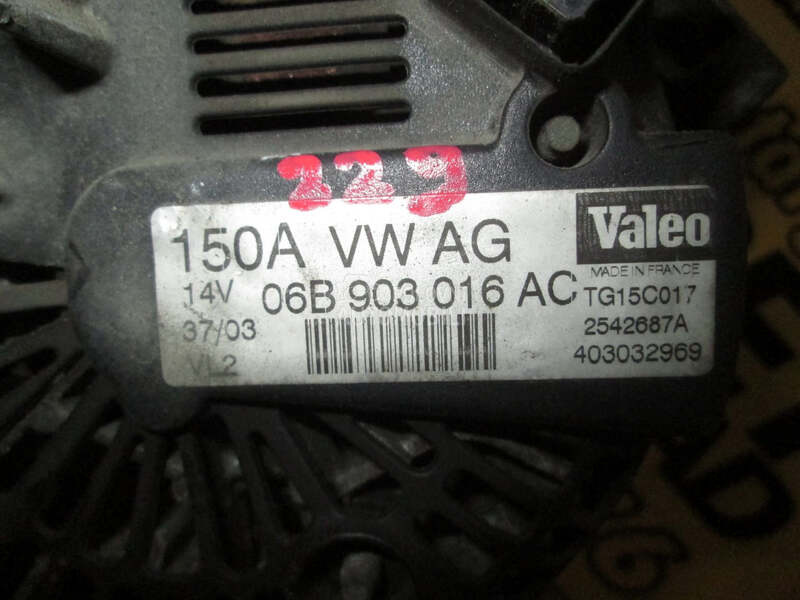 229
150A VW AG
Valeo
MADE IN FRANCE
14V 06B 903 016 AC
TG15C017
37/03
2542687A
VL2
403032969